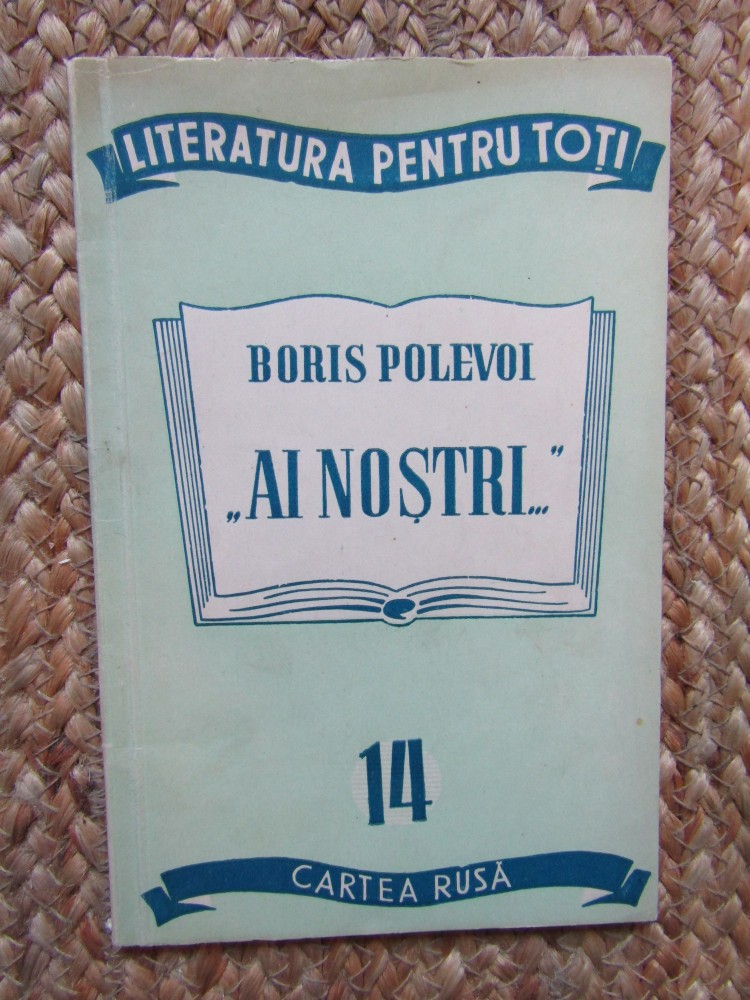 LITERATURA PENTRU TOȚI
BORIS POLEVOI
„AI NOȘTRI..."
14
CARTEA RUSĂ